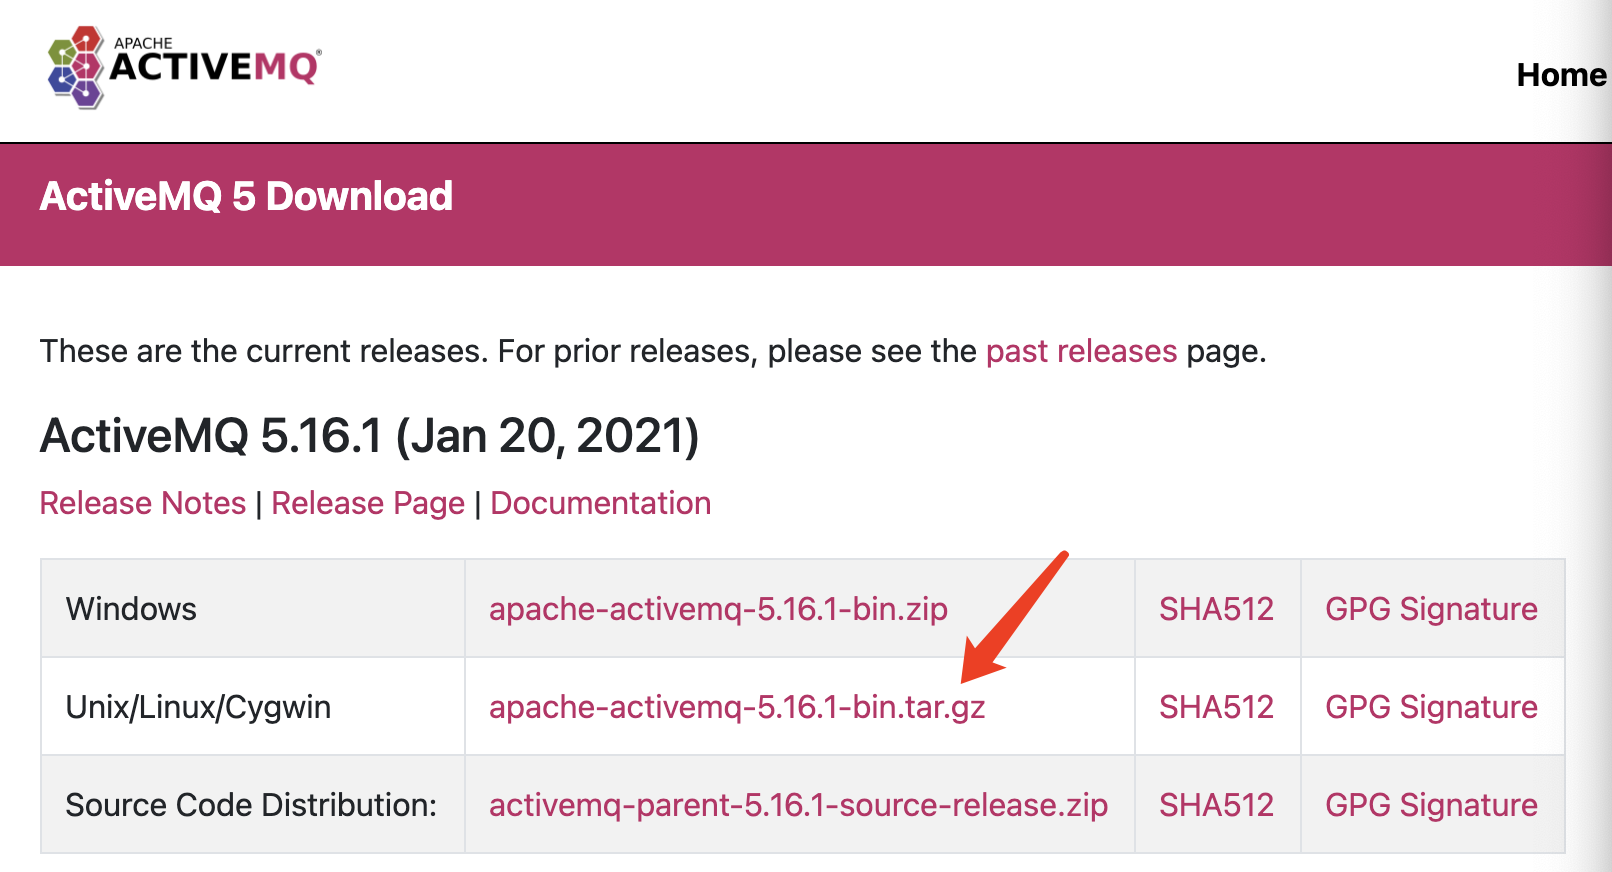 APACHE
ACTIVEMQ®
Home
ActiveMQ 5 Download
These are the current releases. For prior releases, please see the past releases page.
ActiveMQ 5.16.1 (Jan 20, 2021)
Release Notes | Release Page | Documentation
Windows apache-activemq-5.16.1-bin.zip SHA512 GPG Signature
Unix/Linux/Cygwin apache-activemq-5.16.1-bin.tar.gz SHA512 GPG Signature
Source Code Distribution: activemq-parent-5.16.1-source-release.zip SHA512 GPG Signature